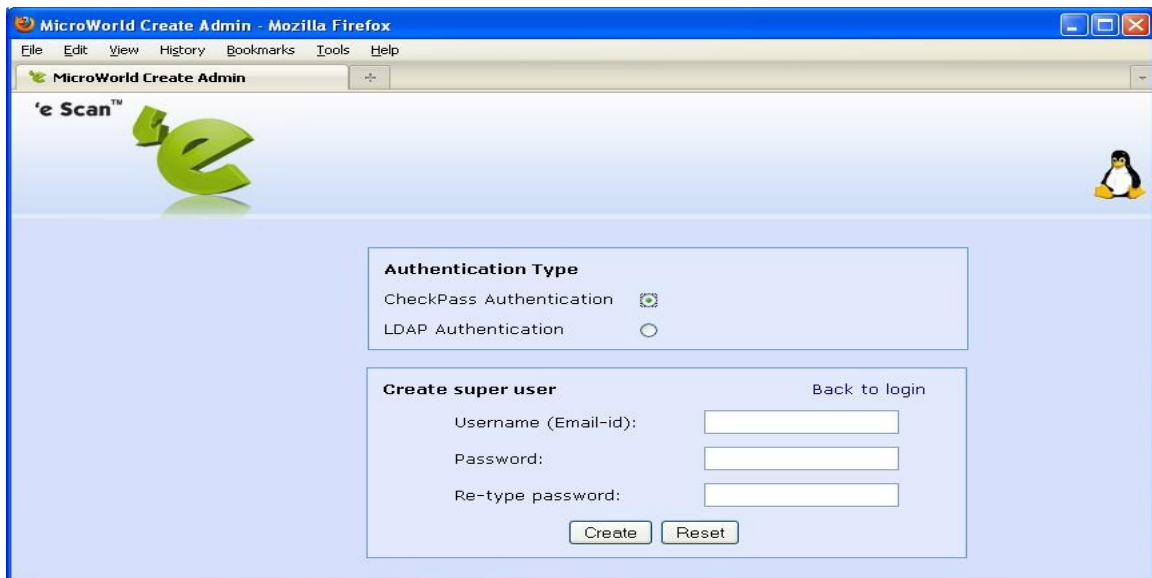 MicroWorld Create Admin - Mozilla Firefox
File Edit View History Bookmarks Tools Help
MicroWorld Create Admin
'e Scan™
Authentication Type
CheckPass Authentication
LDAP Authentication
Create super user Back to login
Username (Email-id):
Password:
Re-type password:
Create Reset